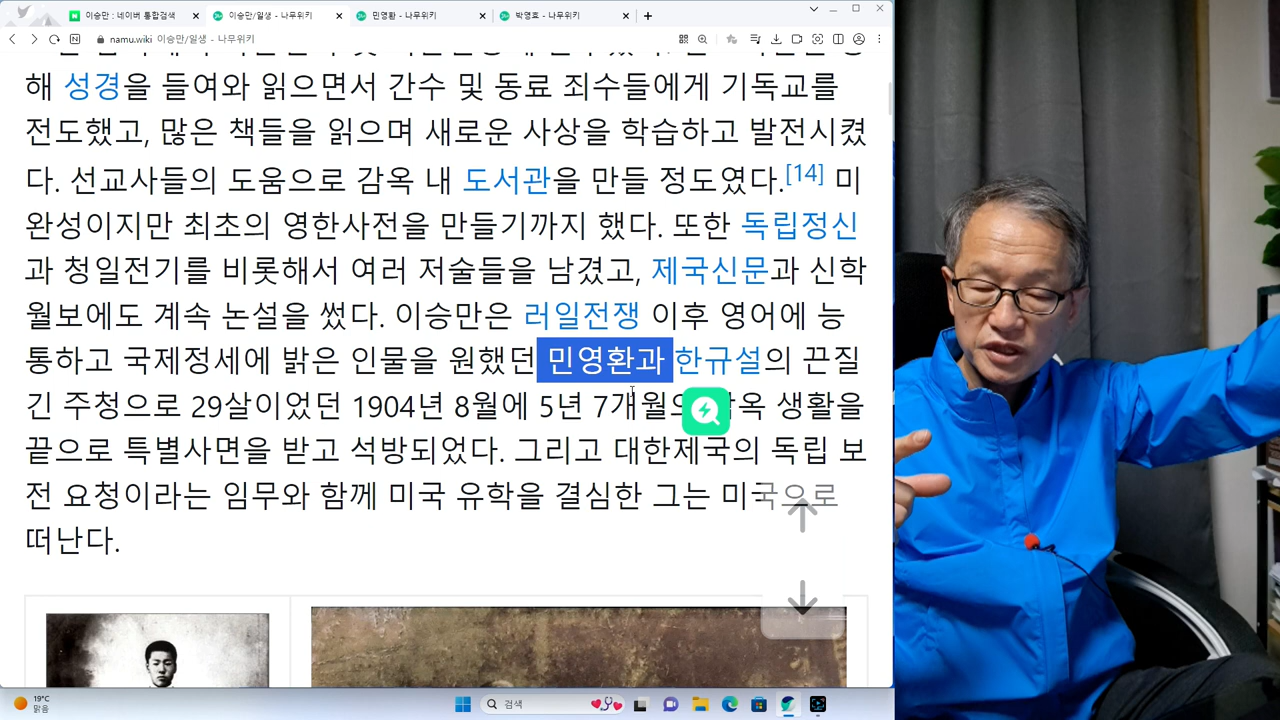 이승만 : 네이버 통합검색
이승만/일생 - 나무위키
민영환 - 나무위키
박영효 - 나무위키
namu.wiki 이승만/일생 - 나무위키
해 성경을 들여와 읽으면서 간수 및 동료 죄수들에게 기독교를
전도했고, 많은 책들을 읽으며 새로운 사상을 학습하고 발전시켰
다. 선교사들의 도움으로 감옥 내 도서관을 만들 정도였다.[14] 미
완성이지만 최초의 영한사전을 만들기까지 했다. 또한 독립정신
과 청일전기를 비롯해서 여러 저술들을 남겼고, 제국신문과 신학
월보에도 계속 논설을 썼다. 이승만은 러일전쟁 이후 영어에 능
통하고 국제정세에 밝은 인물을 원했던 민영환과 한규설의 끈질
긴 주청으로 29살이었던 1904년 8월에 5년 7개월의 감옥 생활을
끝으로 특별사면을 받고 석방되었다. 그리고 대한제국의 독립 보
전 요청이라는 임무와 함께 미국 유학을 결심한 그는 미국으로
떠난다.
19°C
맑음
검색